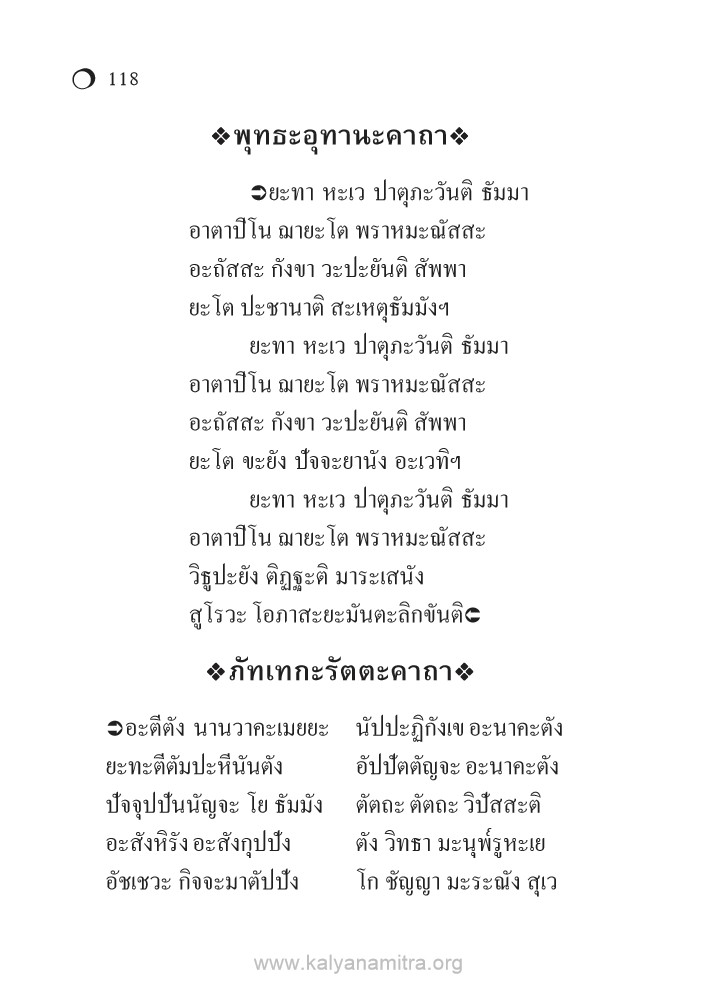 118
❖พุทธะอุทานะคาถา❖
➲ยะทา หะเว ปาตุภะวันติ ธัมมา
อาตาปิโน ฌายะโต พราหมะณัสสะ
อะถัสสะ กังขา วะปะยันติ สัพพา
ยะโต ปะชานาติ สะเหตุธัมมังฯ
ยะทา หะเว ปาตุภะวันติ ธัมมา
อาตาปิโน ฌายะโต พราหมะณัสสะ
อะถัสสะ กังขา วะปะยันติ สัพพา
ยะโต ขะยัง ปัจจะยานัง อะเวทิฯ
ยะทา หะเว ปาตุภะวันติ ธัมมา
อาตาปิโน ฌายะโต พราหมะณัสสะ
วิธูปะยัง ติฏฐะติ มาระเสนัง
สูโรวะ โอภาสะยะมันตะลิกขันติ
❖ภัทเทกะรัตตะคาถา❖
➲อะตีตัง นานวาคะเมยยะ นัปปะฏิกังเข อะนาคะตัง
ยะทะตีตัมปะหีนันตัง อัปปัตตัญจะ อะนาคะตัง
ปัจจุปปันนัญจะ โย ธัมมัง ตัตถะ ตัตถะ วิปัสสะติ
อะสังหิรัง อะสังกุปปัง ตัง วิทธา มะนุพ๎รูหะเย
อัชเชวะ กิจจะมาตัปปัง โก ชัญญา มะระณัง สุเว
www.kalyanamitra.org